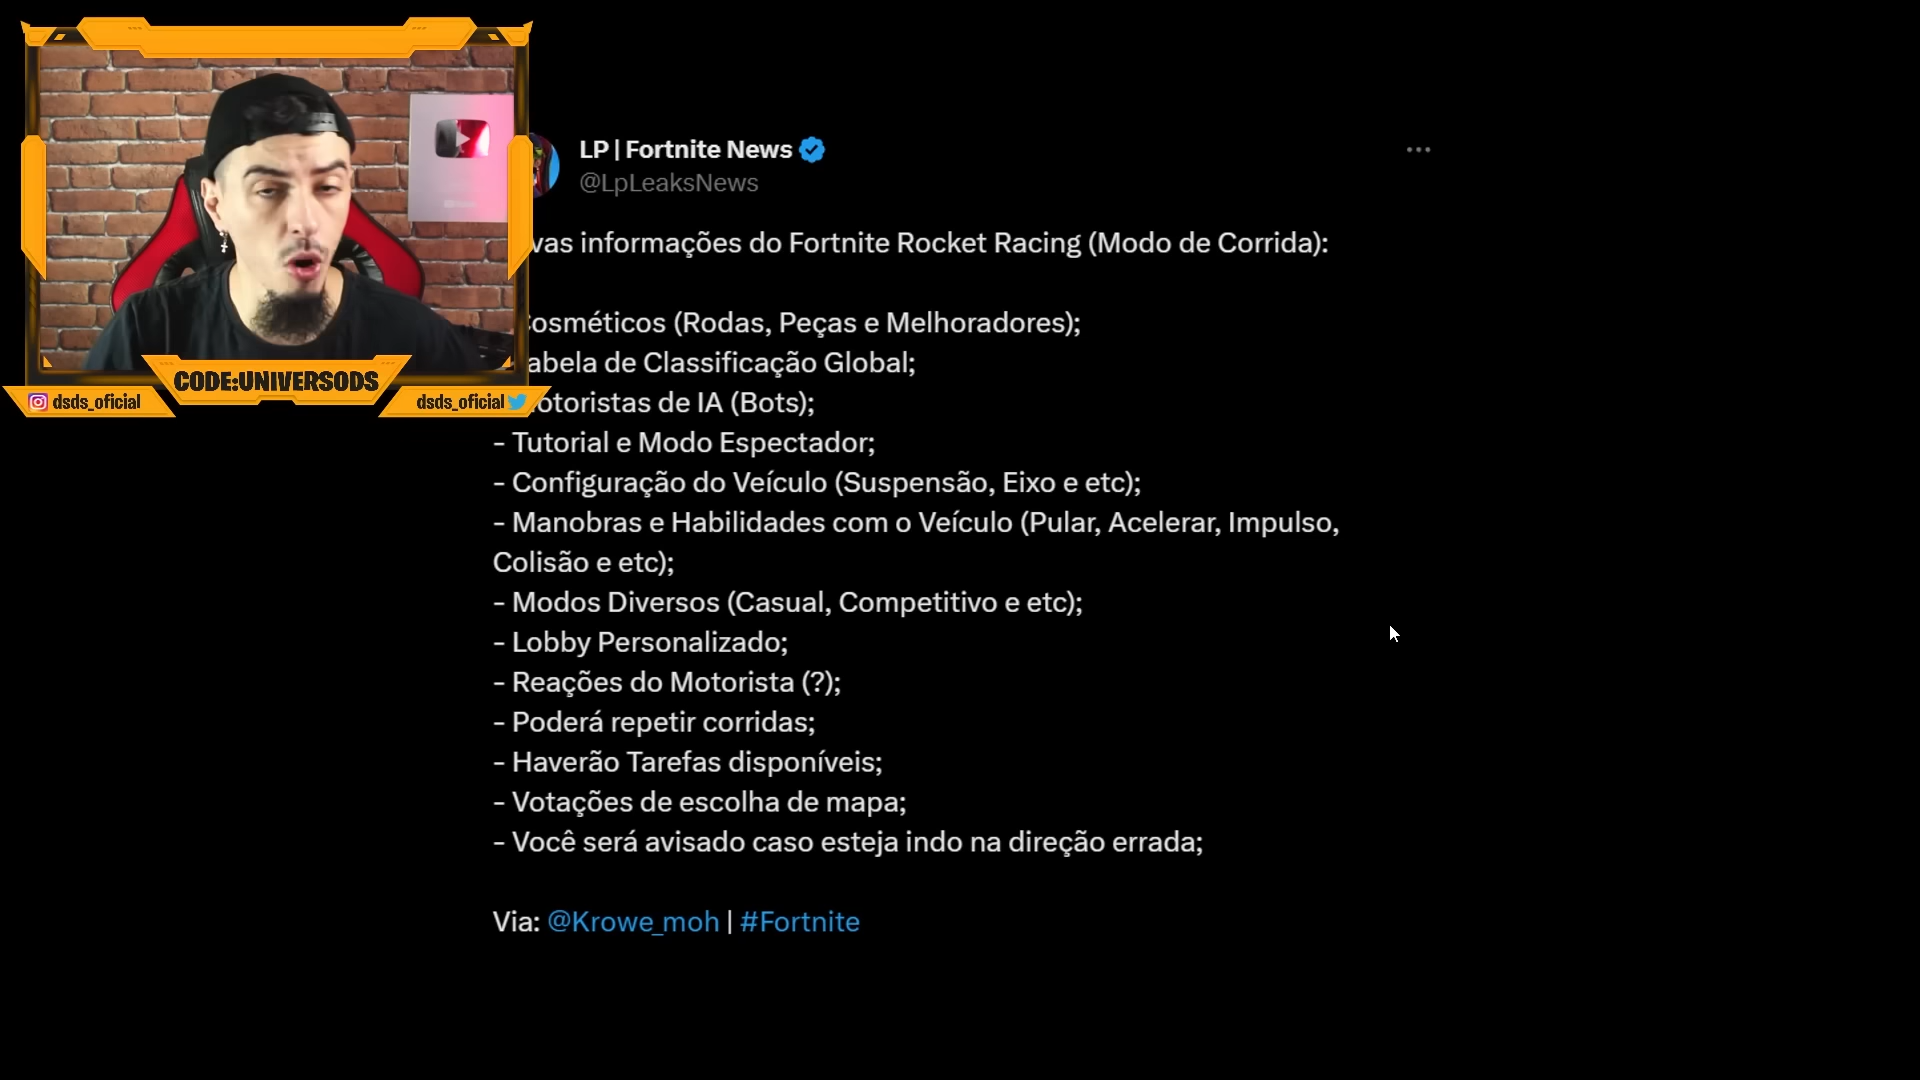 LP | Fortnite News
@LpLeaksNews
vas informações do Fortnite Rocket Racing (Modo de Corrida):
osméticos (Rodas, Peças e Melhoradores);
abela de Classificação Global;
otoristas de IA (Bots);
- Tutorial e Modo Espectador;
- Configuração do Veículo (Suspensão, Eixo e etc);
- Manobras e Habilidades com o Veículo (Pular, Acelerar, Impulso,
Colisão e etc);
- Modos Diversos (Casual, Competitivo e etc);
- Lobby Personalizado;
- Reações do Motorista (?);
- Poderá repetir corridas;
- Haverão Tarefas disponíveis;
- Votações de escolha de mapa;
- Você será avisado caso esteja indo na direção errada;
Via: @Krowe_moh | #Fortnite
CODE:UNIVERSODS
dsds_oficial
dsds_oficial